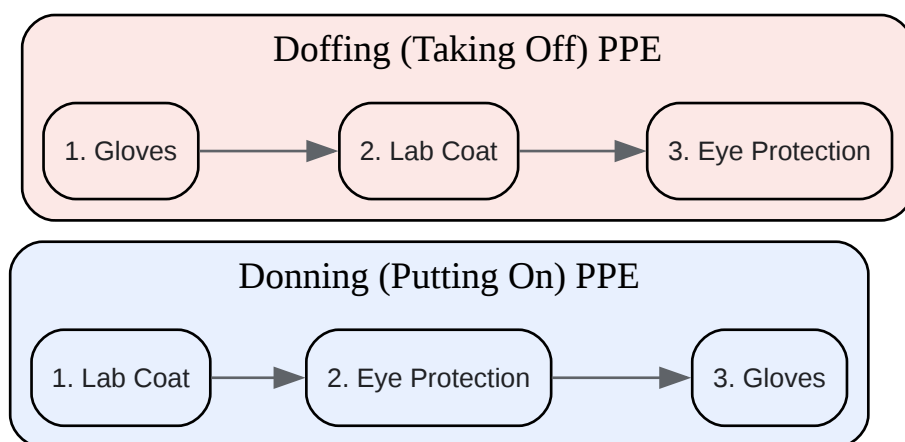 Doffing (Taking Off) PPE
1. Gloves
2. Lab Coat
3. Eye Protection
Donning (Putting On) PPE
1. Lab Coat
2. Eye Protection
3. Gloves